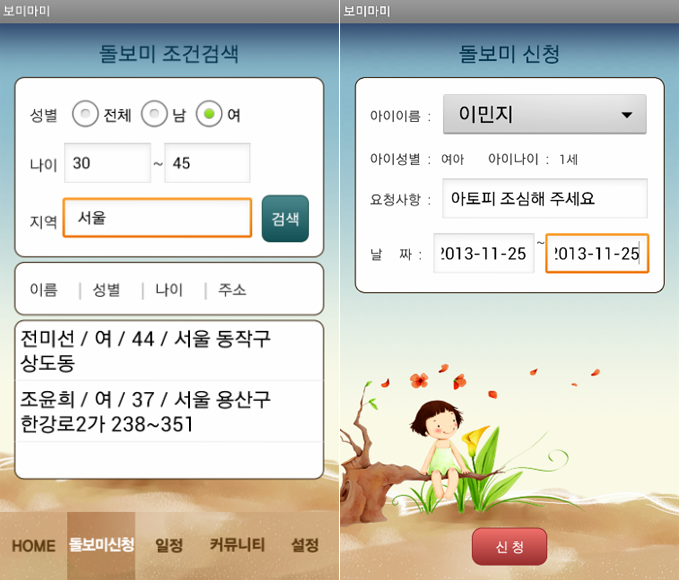 보미마미
돌보미 조건검색
성별 전체 남 여
나이 30 ~ 45
지역 서울 검색
이름 | 성별 | 나이 | 주소
전미선 / 여 / 44 / 서울 동작구
상도동
조윤희 / 여 / 37 / 서울 용산구
한강로2가 238~351
HOME 돌보미신청 일정 커뮤니티 설정
보미마미
돌보미 신청
아이이름 : 이민지
아이성별 : 여아 아이나이 : 1세
요청사항 : 아토피 조심해 주세요
날 짜 : 2013-11-25 ~ 2013-11-25
신 청